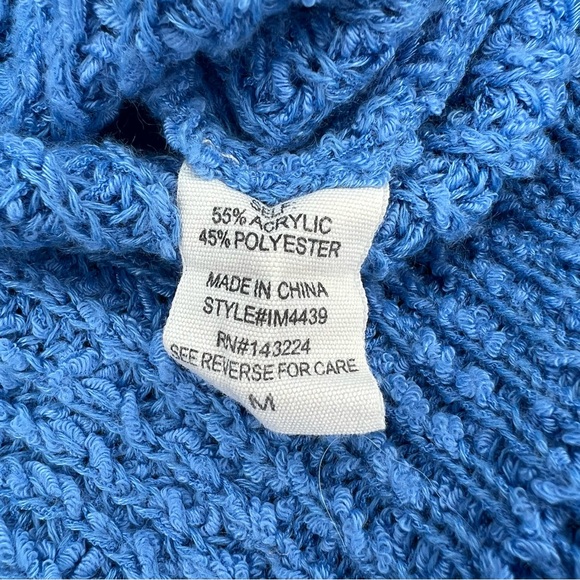 SELF:
55% ACRYLIC
45% POLYESTER
MADE IN CHINA
STYLE#IM4439
RN#143224
SEE REVERSE FOR CARE
M